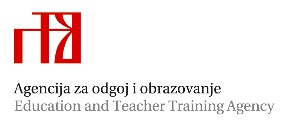 Agencija za odgoj i obrazovanje
Education and Teacher Training Agency